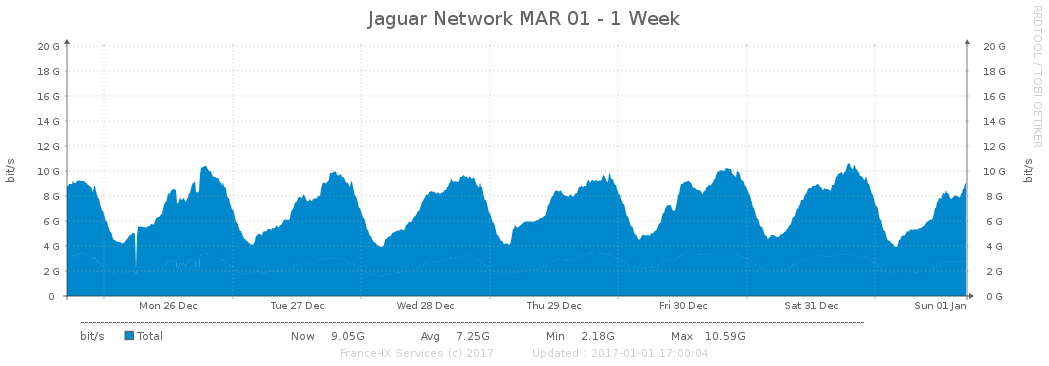 Jaguar Network MAR 01 - 1 Week
RRDTOOL / TOBI OETIKER
bit/s
20 G
18 G
16 G
14 G
12 G
10 G
8 G
6 G
4 G
2 G
0
20 G
18 G
16 G
14 G
12 G
10 G
8 G
6 G
4 G
2 G
0 G
bit/s
Mon 26 Dec Tue 27 Dec Wed 28 Dec Thu 29 Dec Fri 30 Dec Sat 31 Dec Sun 01 Jan
bit/s Total Now 9.05G Avg 7.25G Min 2.18G Max 10.59G
France-IX Services (c) 2017 Updated : 2017-01-01 17:00:04